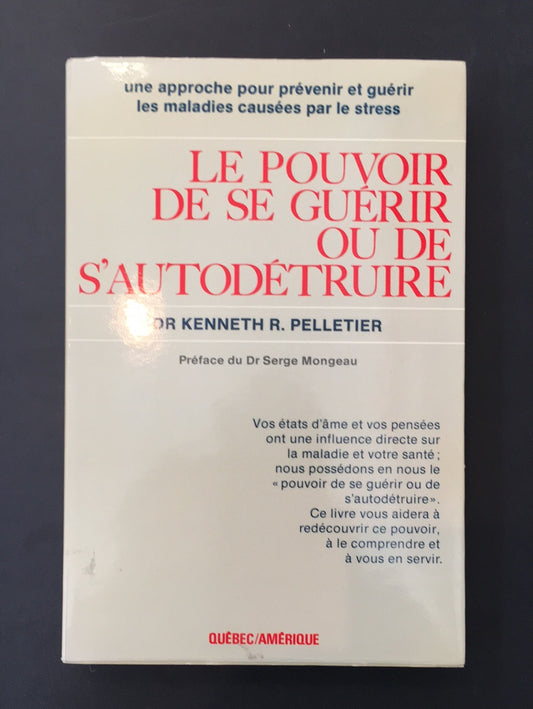 une approche pour prévenir et guérir
les maladies causées par le stress
LE POUVOIR
DE SE GUÉRIR
OU DE
S'AUTODÉTRUIRE
DR KENNETH R. PELLETIER
Préface du Dr Serge Mongeau
Vos états d'âme et vos pensées
ont une influence directe sur
la maladie et votre santé ;
nous possédons en nous le
« pouvoir de se guérir ou de
s'autodétruire ».
Ce livre vous aidera à
redécouvrir ce pouvoir,
à le comprendre et
à vous en servir.
QUÉBEC/AMÉRIQUE